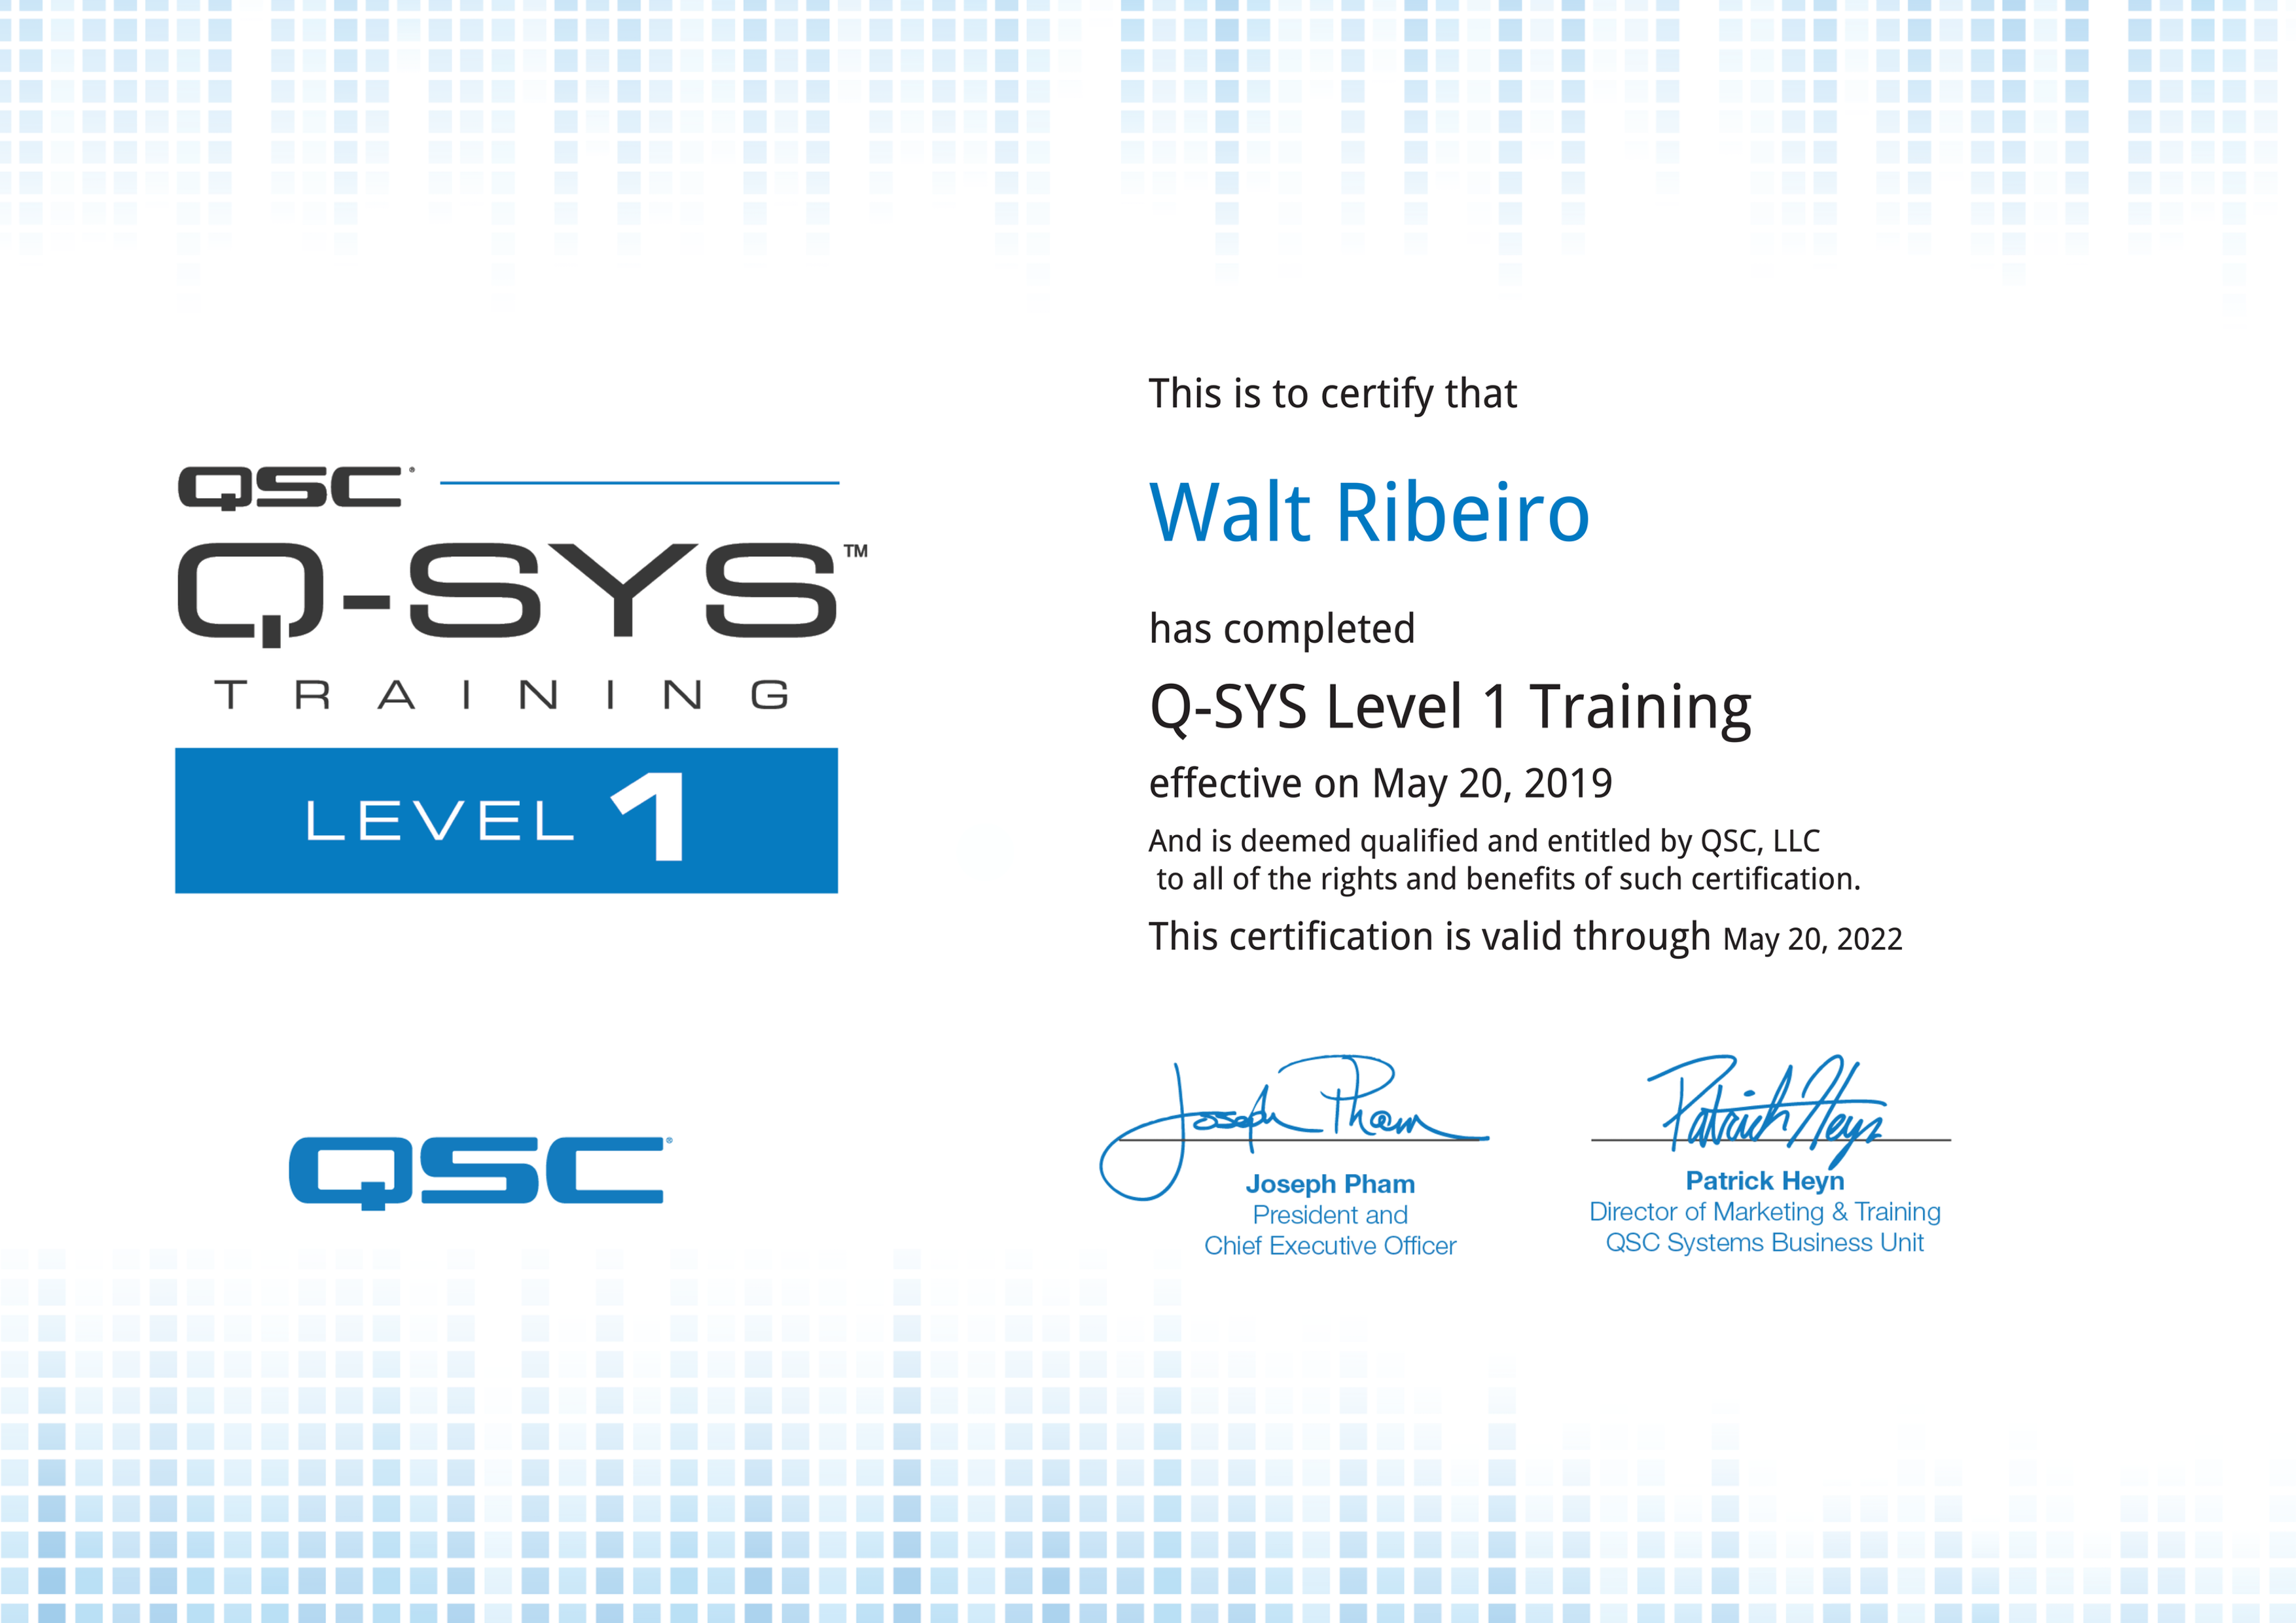 QSC®
Q-SYS™
TRAINING
LEVEL 1
QSC®
This is to certify that
Walt Ribeiro
has completed
Q-SYS Level 1 Training
effective on May 20, 2019
And is deemed qualified and entitled by QSC, LLC
to all of the rights and benefits of such certification.
This certification is valid through May 20, 2022
Joseph Pham
Joseph Pham
President and
Chief Executive Officer
Patrick Heyn
Patrick Heyn
Director of Marketing & Training
QSC Systems Business Unit